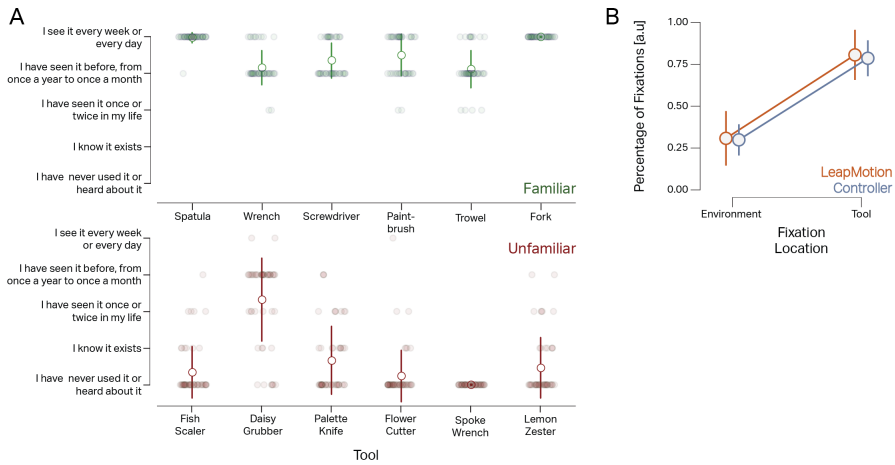 A
I see it every week or
every day
I have seen it before, from
once a year to once a month
I have seen it once or
twice in my life
I know it exists
I have never used it or
heard about it
Familiar
Spatula
Wrench
Screwdriver
Paint-
brush
Trowel
Fork
I see it every week
or every day
I have seen it before, from
once a year to once a month
I have seen it once or
twice in my life
I know it exists
I have never used it or
heard about it
Unfamiliar
Fish
Scaler
Daisy
Grubber
Palette
Knife
Flower
Cutter
Spoke
Wrench
Lemon
Zester
Tool
B
Percentage of Fixations [a.u]
1.00
0.75
0.50
0.25
0.00
LeapMotion
Controller
Environment
Tool
Fixation
Location